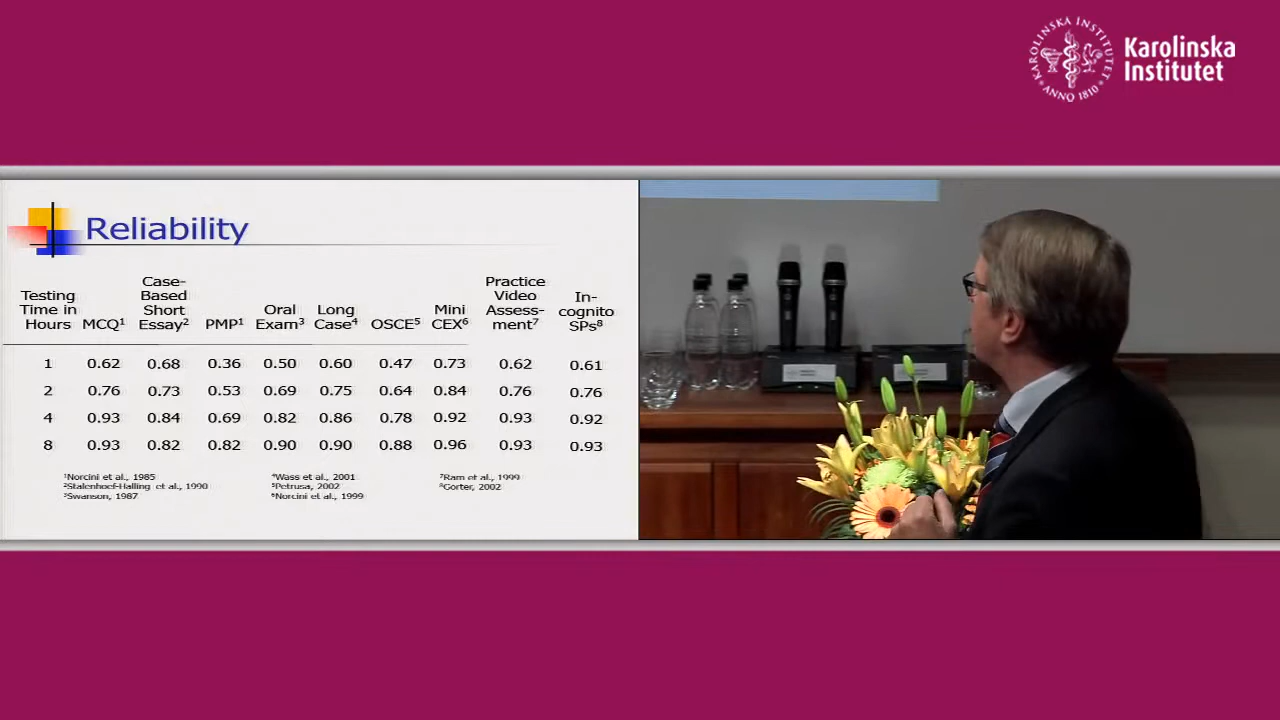 KAROLINSKA INSTITUTET
ANNO 1810
Karolinska
Institutet
Reliability
Testing Time in Hours MCQ1 Case-Based Short Essay2 PMP1 Oral Exam3 Long Case4 OSCE5 Mini CEX6 Practice Video Assess-ment7 In-cognito SPs8
1 0.62 0.68 0.36 0.50 0.60 0.47 0.73 0.62 0.61
2 0.76 0.73 0.53 0.69 0.75 0.64 0.84 0.76 0.76
4 0.93 0.84 0.69 0.82 0.86 0.78 0.92 0.93 0.92
8 0.93 0.82 0.82 0.90 0.90 0.88 0.96 0.93 0.93
1Norcini et al., 1985
2Stalenhoef-Halling et al., 1990
3Swanson, 1987
4Wass et al., 2001
5Petrusa, 2002
6Norcini et al., 1999
7Ram et al., 1999
8Gorter, 2002